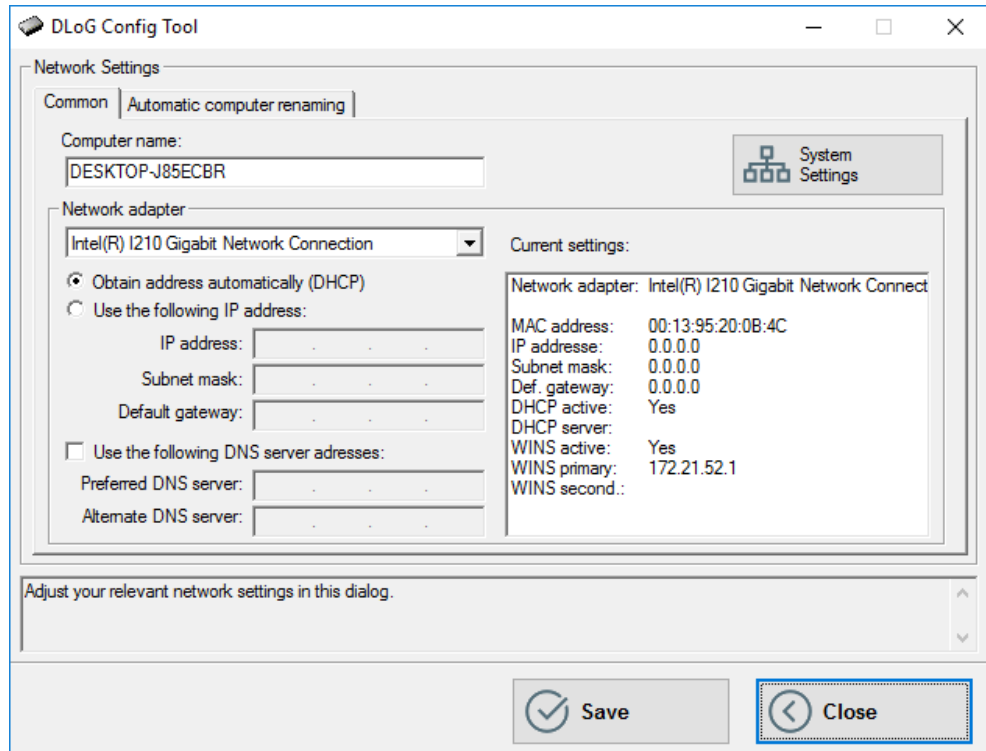 DLoG Config Tool
Network Settings
Common
Automatic computer renaming
Computer name:
DESKTOP-J85ECBR
System
Settings
Network adapter
Intel(R) I210 Gigabit Network Connection
Obtain address automatically (DHCP)
Use the following IP address:
IP address:
Subnet mask:
Default gateway:
Use the following DNS server adresses:
Preferred DNS server:
Alternate DNS server:
Current settings:
Network adapter: Intel(R) I210 Gigabit Network Connect
MAC address: 00:13:95:20:0B:4C
IP addresse: 0.0.0.0
Subnet mask: 0.0.0.0
Def. gateway: 0.0.0.0
DHCP active: Yes
DHCP server:
WINS active: Yes
WINS primary: 172.21.52.1
WINS second.:
Adjust your relevant network settings in this dialog.
Save
Close